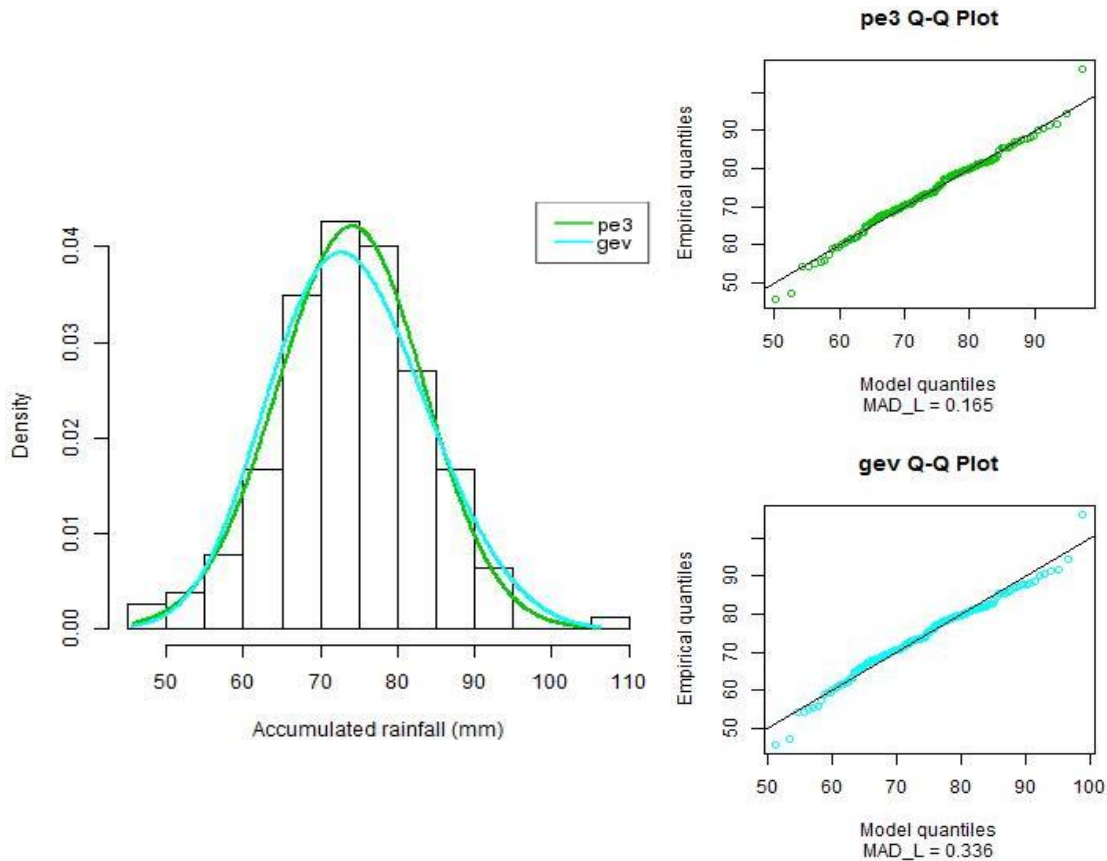 Density
0.00
0.01
0.02
0.03
0.04
50
60
70
80
90
100
110
Accumulated rainfall (mm)
pe3
gev
pe3 Q-Q Plot
Empirical quantiles
50
60
70
80
90
50
60
70
80
90
Model quantiles
MAD_L = 0.165
gev Q-Q Plot
Empirical quantiles
50
60
70
80
90
50
60
70
80
90
100
Model quantiles
MAD_L = 0.336